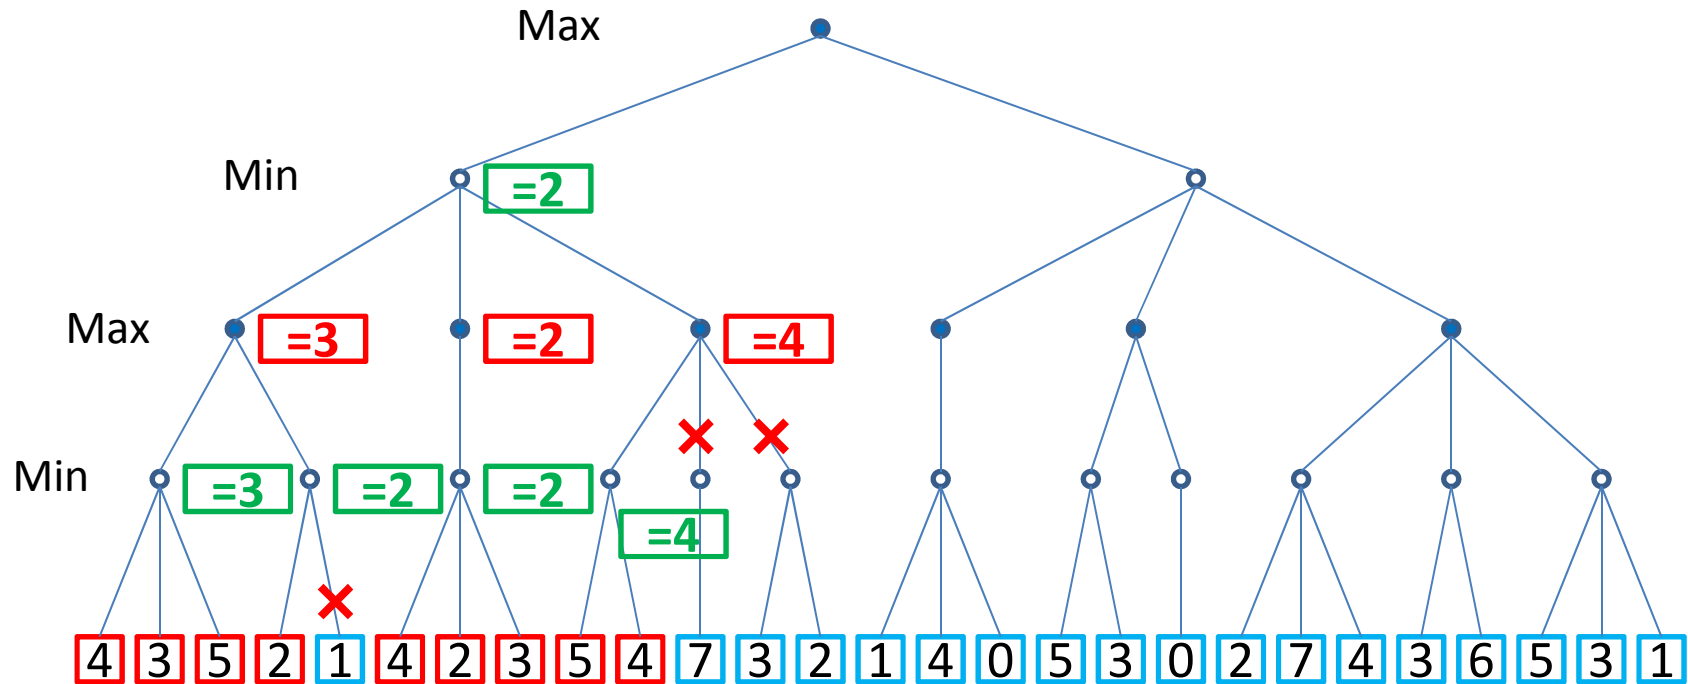 Max
Min =2
Max =3 =2 =4
Min =3 =2 =2
=4
4 3 5 2 1 4 2 3 5 4 7 3 2 1 4 0 5 3 0 2 7 4 3 6 5 3 1